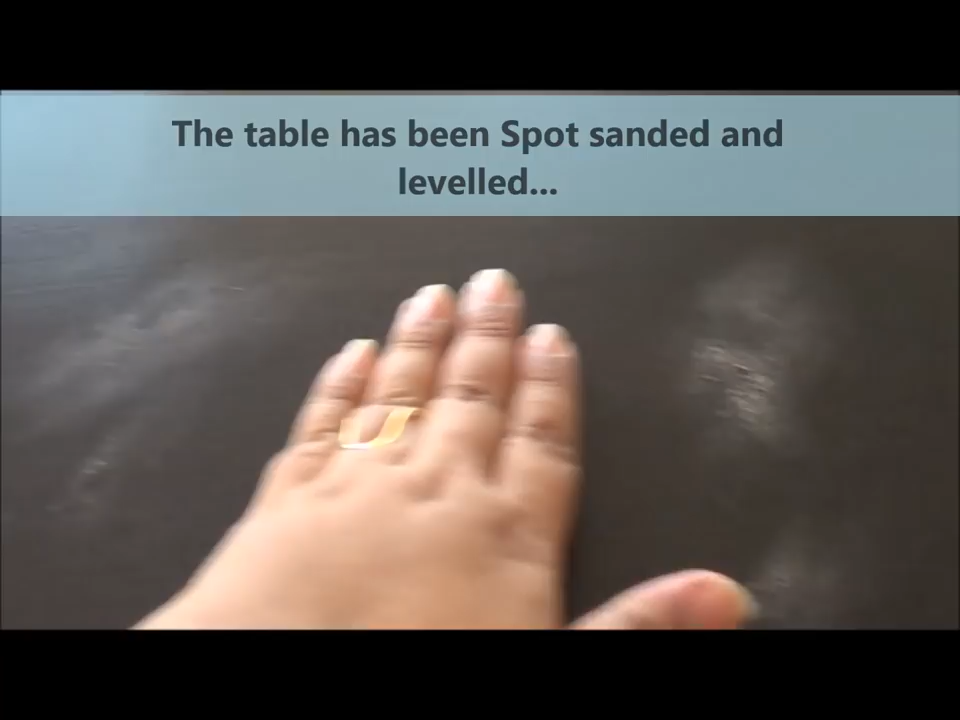 The table has been Spot sanded and
levelled...